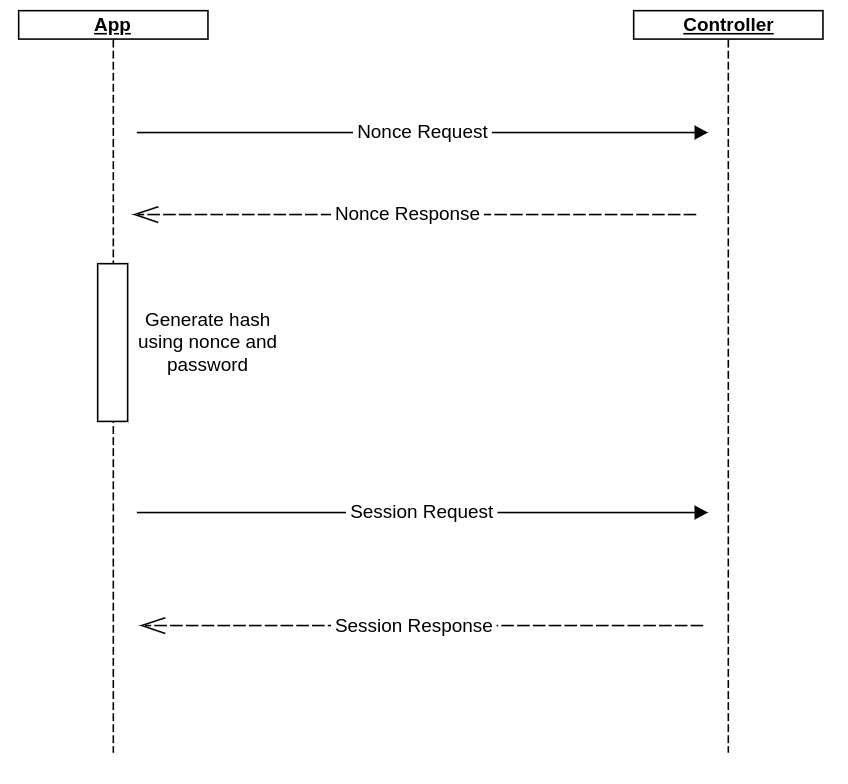 App
Controller
Nonce Request
Nonce Response
Generate hash
using nonce and
password
Session Request
Session Response